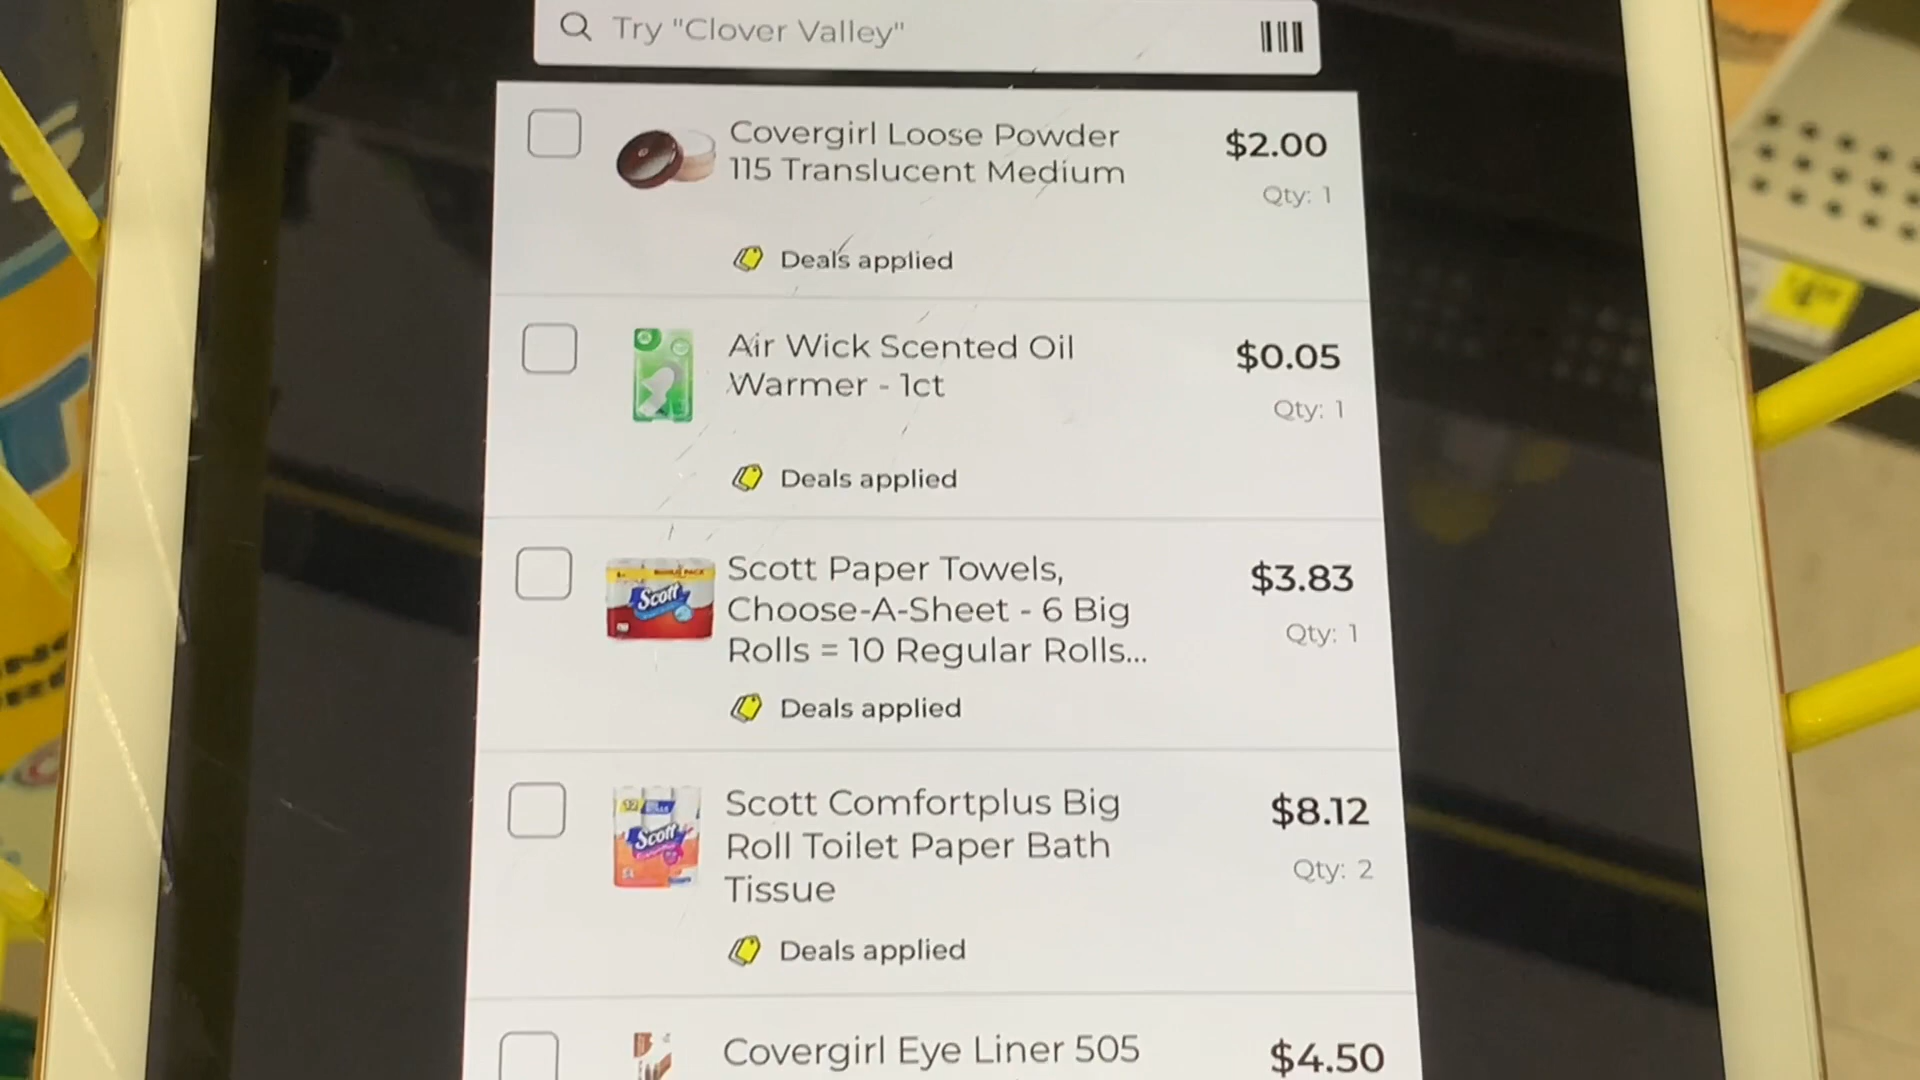 Try "Clover Valley"
Covergirl Loose Powder
115 Translucent Medium
$2.00
Qty: 1
Deals applied
Air Wick Scented Oil
Warmer - 1ct
$0.05
Qty: 1
Deals applied
Scott
Scott Paper Towels,
Choose-A-Sheet - 6 Big
Rolls = 10 Regular Rolls...
$3.83
Qty: 1
Deals applied
12
Scott
Scott Comfortplus Big
Roll Toilet Paper Bath
Tissue
$8.12
Qty: 2
Deals applied
Covergirl Eye Liner 505
$4.50